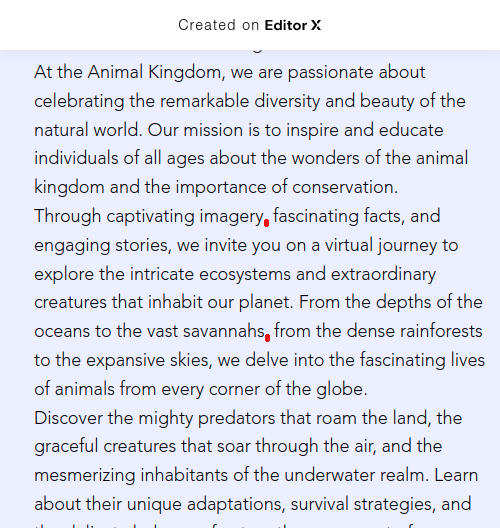 Created on Editor X
At the Animal Kingdom, we are passionate about
celebrating the remarkable diversity and beauty of the
natural world. Our mission is to inspire and educate
individuals of all ages about the wonders of the animal
kingdom and the importance of conservation.
Through captivating imagery, fascinating facts, and
engaging stories, we invite you on a virtual journey to
explore the intricate ecosystems and extraordinary
creatures that inhabit our planet. From the depths of the
oceans to the vast savannahs, from the dense rainforests
to the expansive skies, we delve into the fascinating lives
of animals from every corner of the globe.
Discover the mighty predators that roam the land, the
graceful creatures that soar through the air, and the
mesmerizing inhabitants of the underwater realm. Learn
about their unique adaptations, survival strategies, and